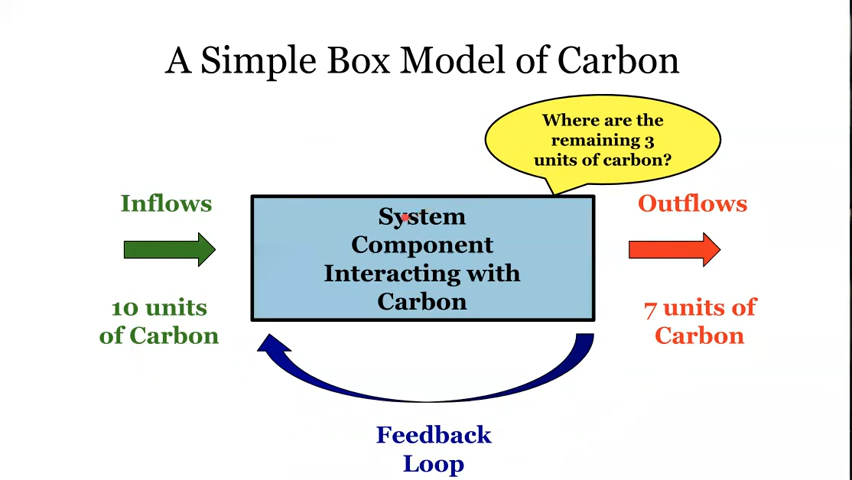 A Simple Box Model of Carbon
Where are the
remaining 3
units of carbon?
Inflows
Outflows
System
Component
Interacting with
Carbon
10 units
of Carbon
7 units of
Carbon
Feedback
Loop